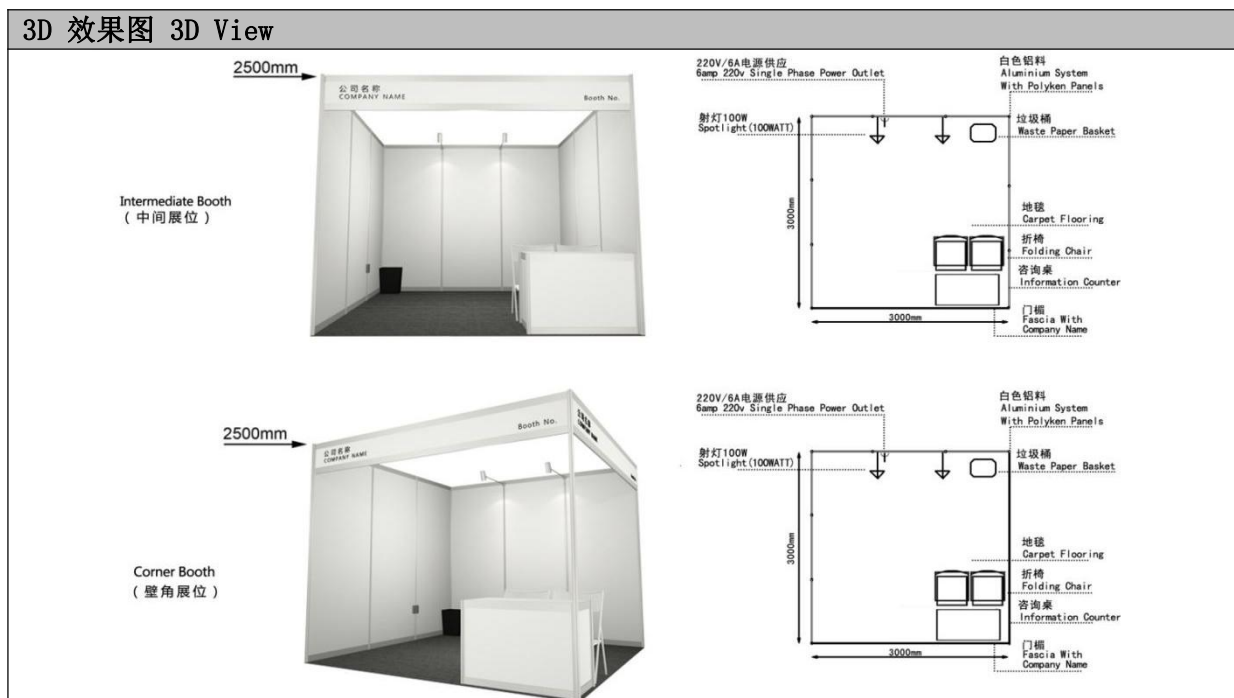 3D 效果图 3D View
2500mm
公司名称
COMPANY NAME
Booth No.
Intermediate Booth
（中间展位）
220V/6A电源供应
6amp 220v Single Phase Power Outlet
白色铝料
Aluminium System
With Polyken Panels
射灯100W
Spotlight(100WATT)
垃圾桶
Waste Paper Basket
3000mm
地毯
Carpet Flooring
折椅
Folding Chair
咨询桌
Information Counter
3000mm
门楣
Fascia With
Company Name
2500mm
公司名称
COMPANY NAME
Booth No.
公司名称
COMPANY NAME
Corner Booth
（壁角展位）
220V/6A电源供应
6amp 220v Single Phase Power Outlet
白色铝料
Aluminium System
With Polyken Panels
射灯100W
Spotlight(100WATT)
垃圾桶
Waste Paper Basket
3000mm
地毯
Carpet Flooring
折椅
Folding Chair
咨询桌
Information Counter
3000mm
门楣
Fascia With
Company Name